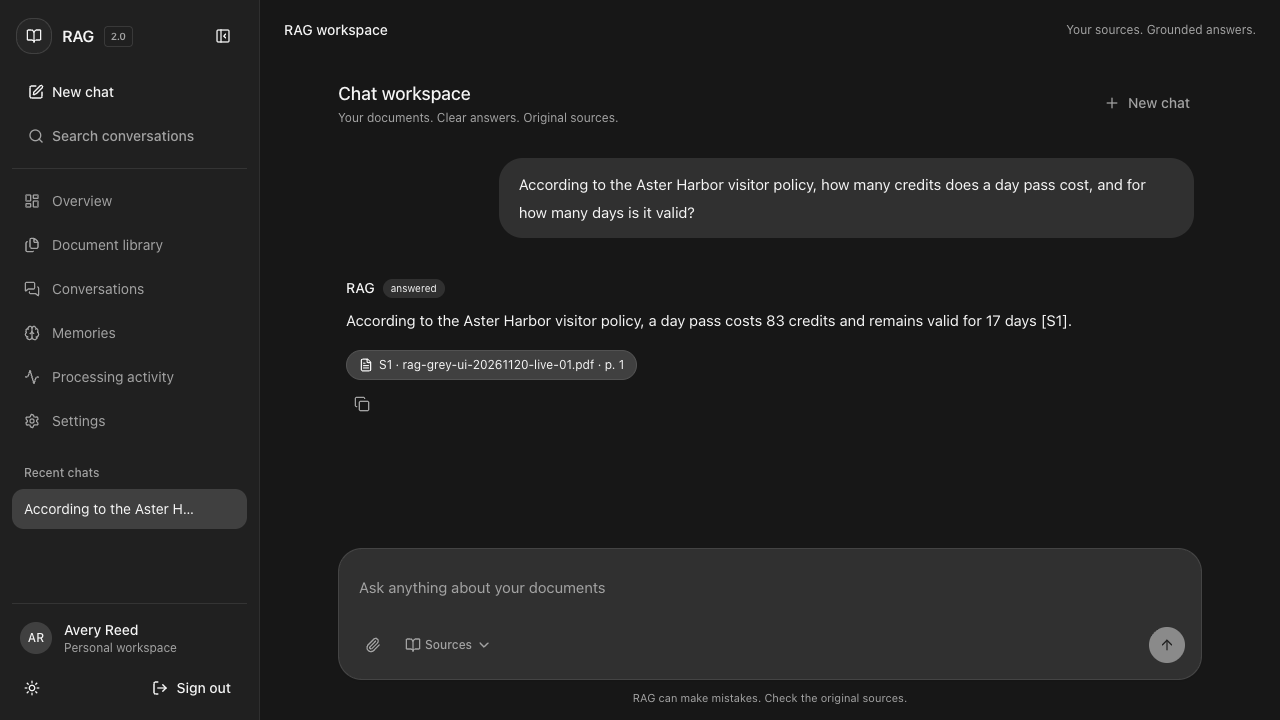 RAG 2.0
New chat
Search conversations
Overview
Document library
Conversations
Memories
Processing activity
Settings
Recent chats
According to the Aster H...
AR
Avery Reed
Personal workspace
Sign out
RAG workspace
Your sources. Grounded answers.
Chat workspace
Your documents. Clear answers. Original sources.
New chat
According to the Aster Harbor visitor policy, how many credits does a day pass cost, and for
how many days is it valid?
RAG answered
According to the Aster Harbor visitor policy, a day pass costs 83 credits and remains valid for 17 days [S1].
S1 · rag-grey-ui-20261120-live-01.pdf · p. 1
Ask anything about your documents
Sources
RAG can make mistakes. Check the original sources.